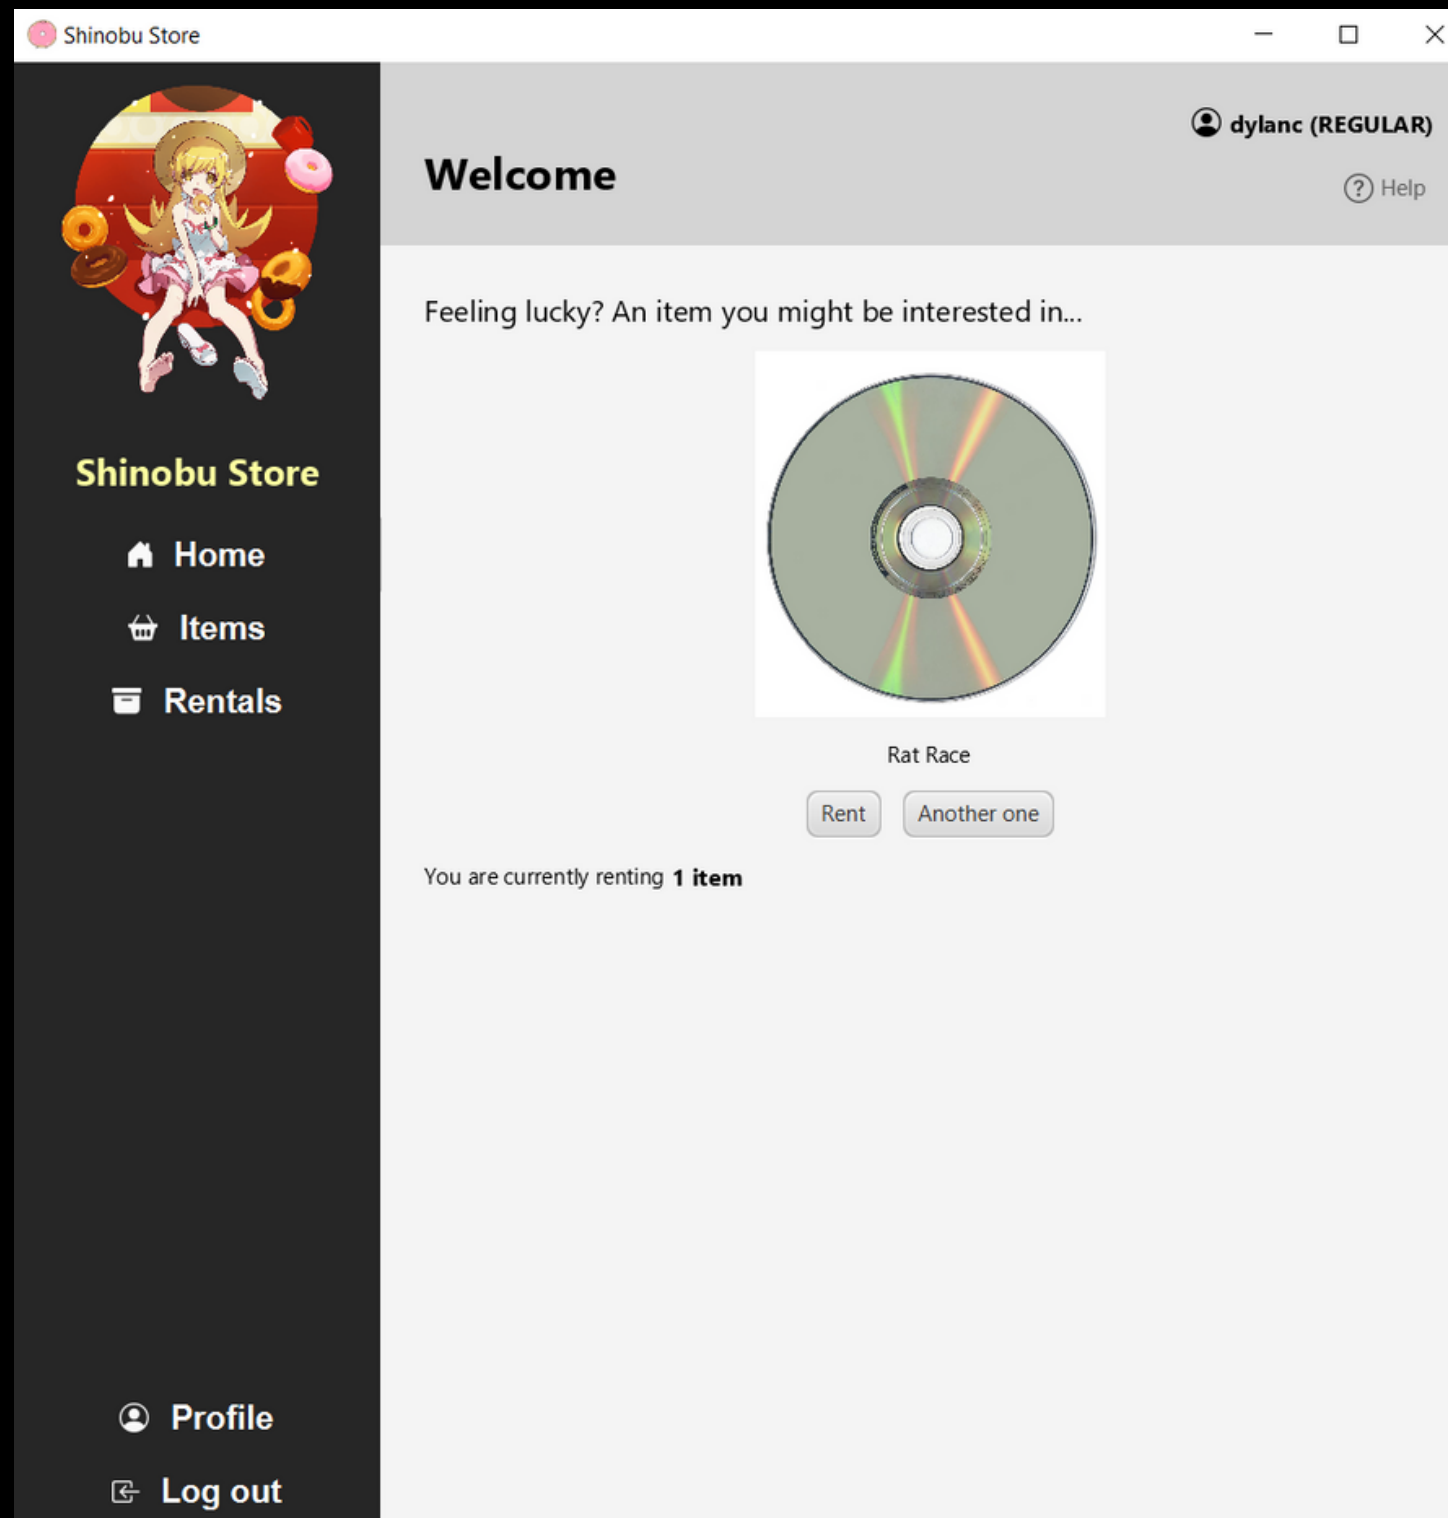 Shinobu Store
dylanc (REGULAR)
Welcome
Help
Shinobu Store
Home
Items
Rentals
Profile
Log out
Feeling lucky? An item you might be interested in...
Rat Race
Rent
Another one
You are currently renting 1 item